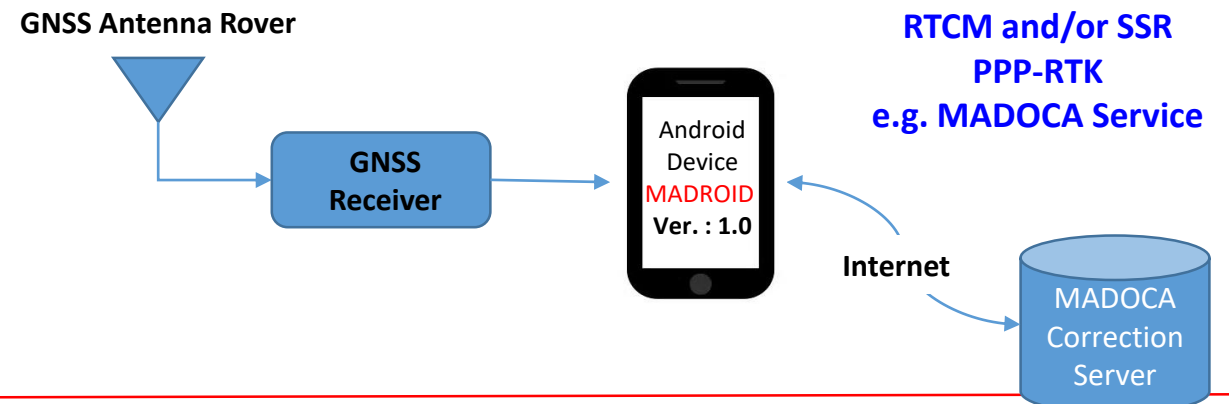 GNSS Antenna Rover
RTCM and/or SSR
PPP-RTK
e.g. MADOCA Service
GNSS
Receiver
Android
Device
MADROID
Ver. : 1.0
Internet
MADOCA
Correction
Server